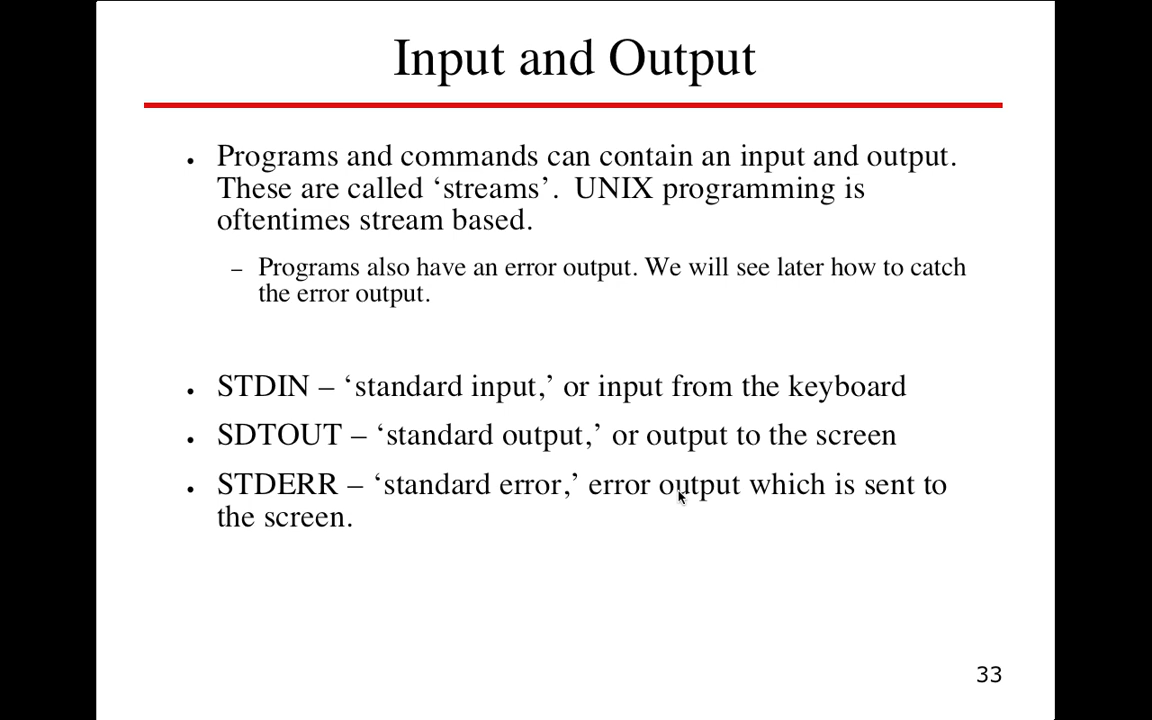 Input and Output
• Programs and commands can contain an input and output.
These are called ‘streams’.  UNIX programming is
oftentimes stream based.
– Programs also have an error output. We will see later how to catch
the error output.
• STDIN – ‘standard input,’ or input from the keyboard
• SDTOUT – ‘standard output,’ or output to the screen
• STDERR – ‘standard error,’ error output which is sent to
the screen.
33